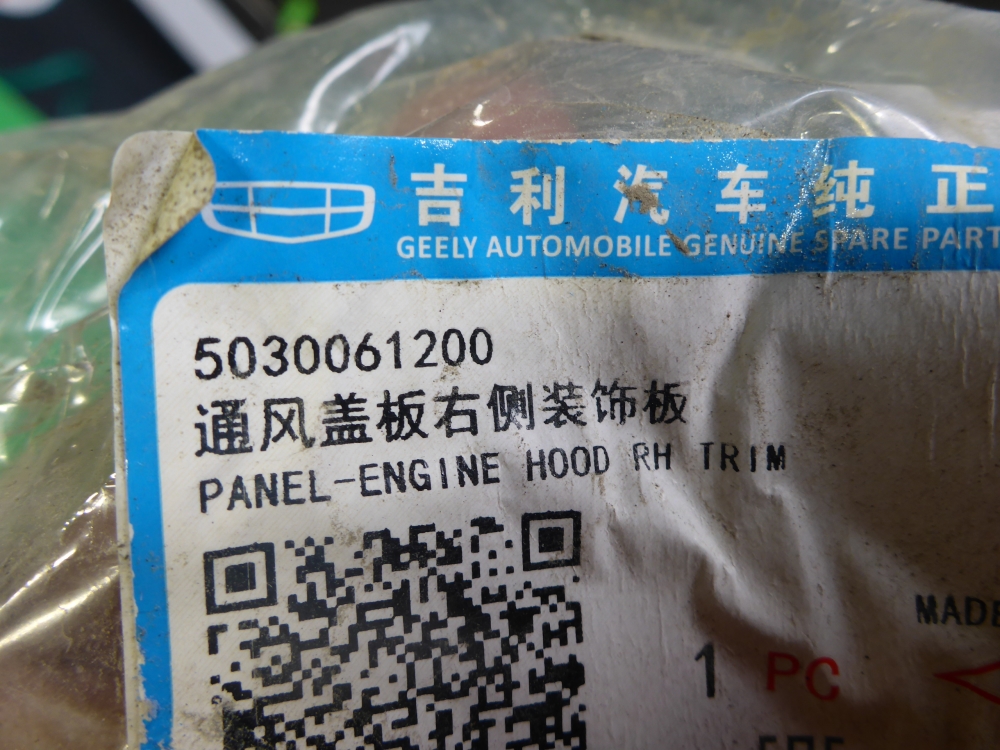 吉利汽车纯正
GEELY AUTOMOBILE GENUINE SPARE PART
5030061200
通风盖板右侧装饰板
PANEL-ENGINE HOOD RH TRIM
MADE
1 PC